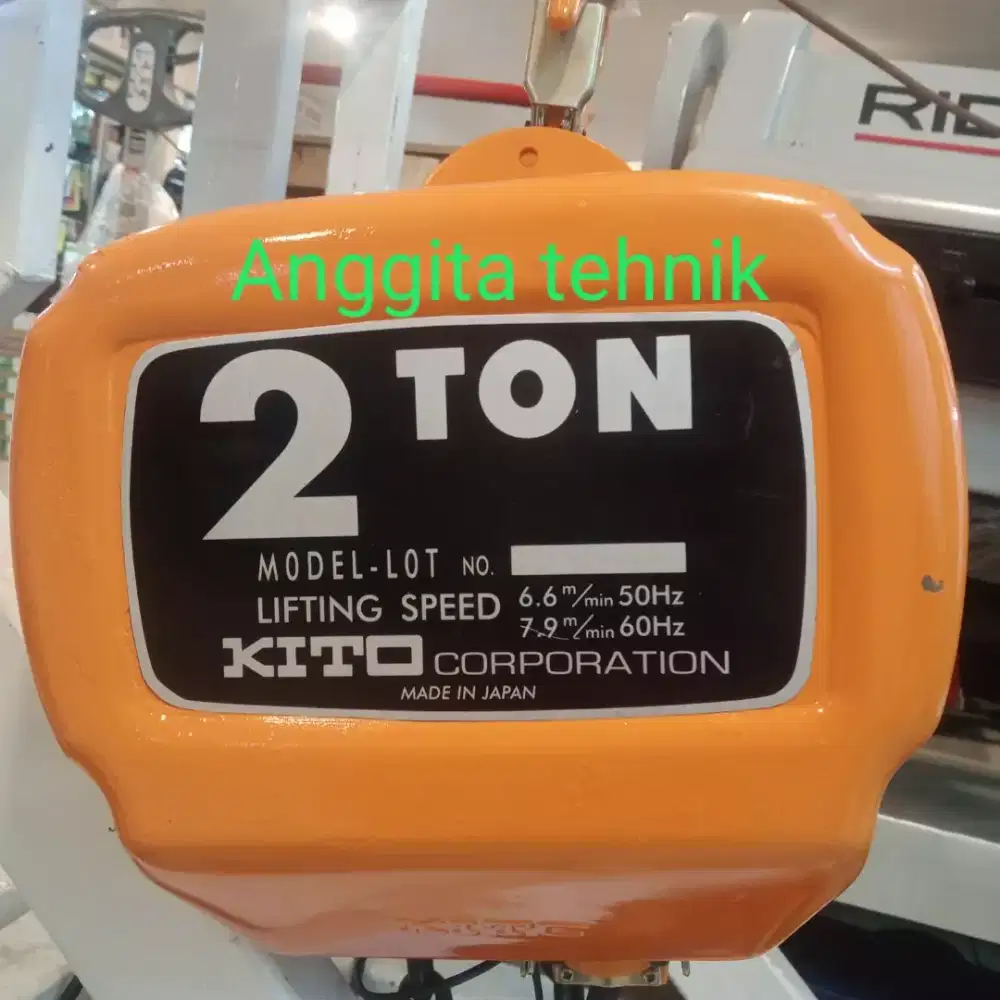 Anggita tehnik
2 TON
MODEL-LOT NO.
LIFTING SPEED 6.6 m/min 50Hz
7.9 m/min 60Hz
KITO CORPORATION
MADE IN JAPAN
KITO